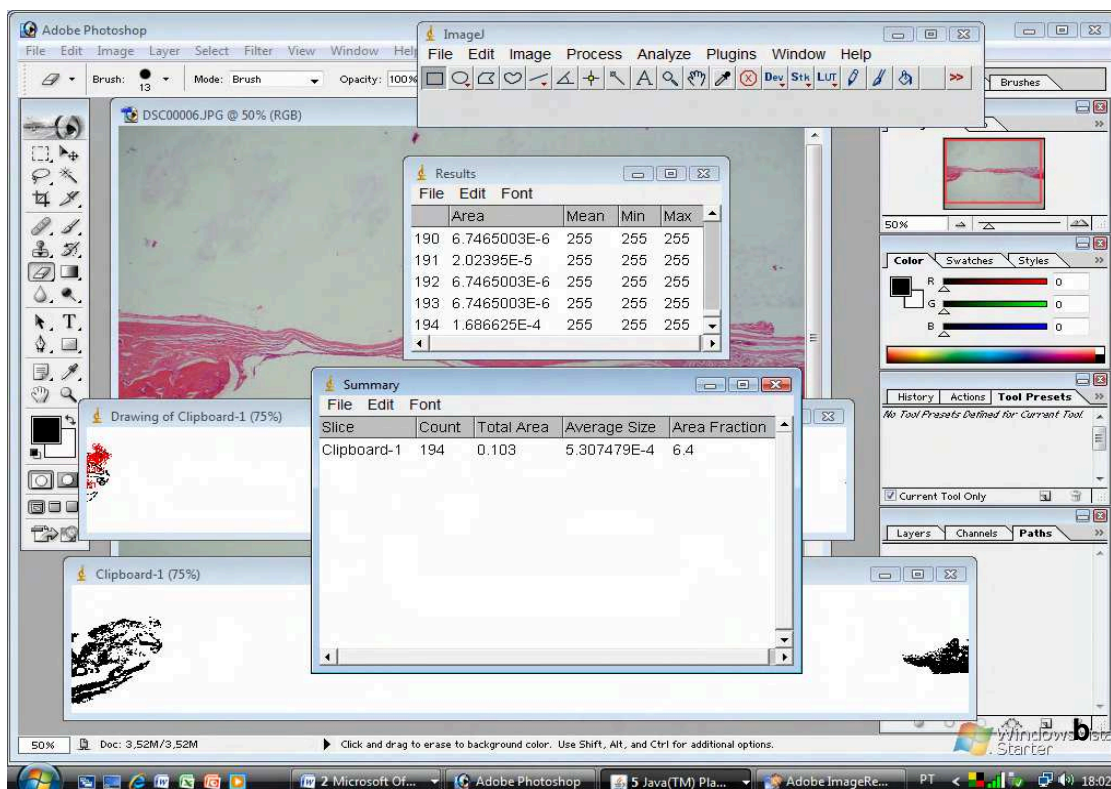 Adobe Photoshop
File Edit Image Layer Select Filter View Window Help
Brush: 13 Mode: Brush Opacity: 100%
Brushes
ImageJ
File Edit Image Process Analyze Plugins Window Help
Dev Stk LUT >>
DSC00006.JPG @ 50% (RGB)
Results
File Edit Font
Area Mean Min Max
190 6.7465003E-6 255 255 255
191 2.02395E-5 255 255 255
192 6.7465003E-6 255 255 255
193 6.7465003E-6 255 255 255
194 1.686625E-4 255 255 255
50%
Color Swatches Styles
R 0
G 0
B 0
History Actions Tool Presets
No Tool Presets Defined for Current Tool.
Current Tool Only
Layers Channels Paths
Summary
File Edit Font
Slice Count Total Area Average Size Area Fraction
Clipboard-1 194 0.103 5.307479E-4 6.4
Drawing of Clipboard-1 (75%)
Clipboard-1 (75%)
b
Windows Vista
Starter
50% Doc: 3,52M/3,52M Click and drag to erase to background color. Use Shift, Alt, and Ctrl for additional options.
2 Microsoft Of... Adobe Photoshop 5 Java(TM) Pla... Adobe ImageRe... PT < 18:02